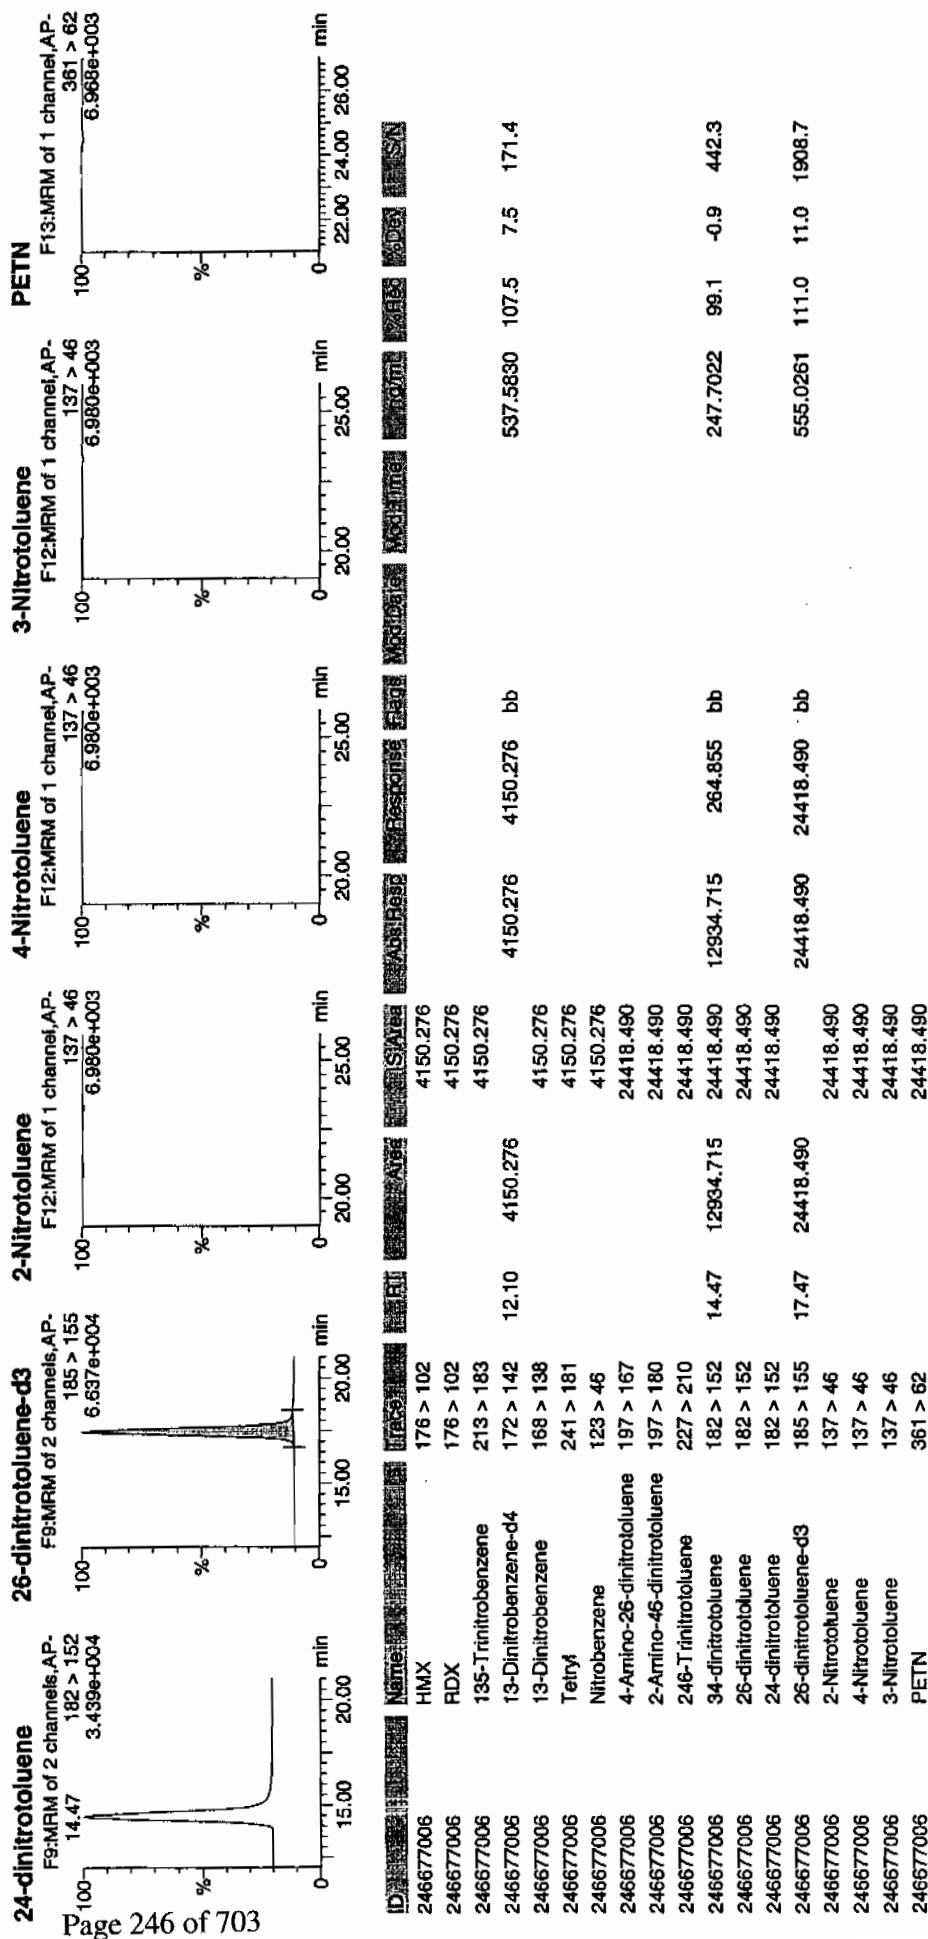 24-dinitrotoluene
F9:MRM of 2 channels,AP-
14.47 182 > 152
3.439e+004
100
%
0
15.00 20.00 min
26-dinitrotoluene-d3
F9:MRM of 2 channels,AP-
185 > 155
6.637e+004
100
%
0
15.00 20.00 min
2-Nitrotoluene
F12:MRM of 1 channel,AP-
137 > 46
6.980e+003
100
%
0
20.00 25.00 min
4-Nitrotoluene
F12:MRM of 1 channel,AP-
137 > 46
6.980e+003
100
%
0
20.00 25.00 min
3-Nitrotoluene
F12:MRM of 1 channel,AP-
137 > 46
6.980e+003
100
%
0
20.00 25.00 min
PETN
F13:MRM of 1 channel,AP-
361 > 62
6.968e+003
100
%
0
22.00 24.00 26.00 min
ID Name Trace RT Area IS Area Abs.Resp Response Flags Mod.Date Mod.Time ng/ml %Rec %Dev S/N
246677006 HMX 176 > 102 4150.276
246677006 RDX 176 > 102 4150.276
246677006 135-Trinitrobenzene 213 > 183 4150.276
246677006 13-Dinitrobenzene-d4 172 > 142 12.10 4150.276 4150.276 4150.276 bb 537.5830 107.5 7.5 171.4
246677006 13-Dinitrobenzene 168 > 138 4150.276
246677006 Tetryl 241 > 181 4150.276
246677006 Nitrobenzene 123 > 46 4150.276
246677006 4-Amino-26-dinitrotoluene 197 > 167 24418.490
246677006 2-Amino-46-dinitrotoluene 197 > 180 24418.490
246677006 246-Trinitrotoluene 227 > 210 24418.490
246677006 34-dinitrotoluene 182 > 152 14.47 12934.715 24418.490 12934.715 264.855 bb 247.7022 99.1 -0.9 442.3
246677006 26-dinitrotoluene 182 > 152 24418.490
246677006 24-dinitrotoluene 182 > 152 24418.490
246677006 26-dinitrotoluene-d3 185 > 155 17.47 24418.490 24418.490 24418.490 bb 555.0261 111.0 11.0 1908.7
246677006 2-Nitrotoluene 137 > 46 24418.490
246677006 4-Nitrotoluene 137 > 46 24418.490
246677006 3-Nitrotoluene 137 > 46 24418.490
246677006 PETN 361 > 62 24418.490
Page 246 of 703